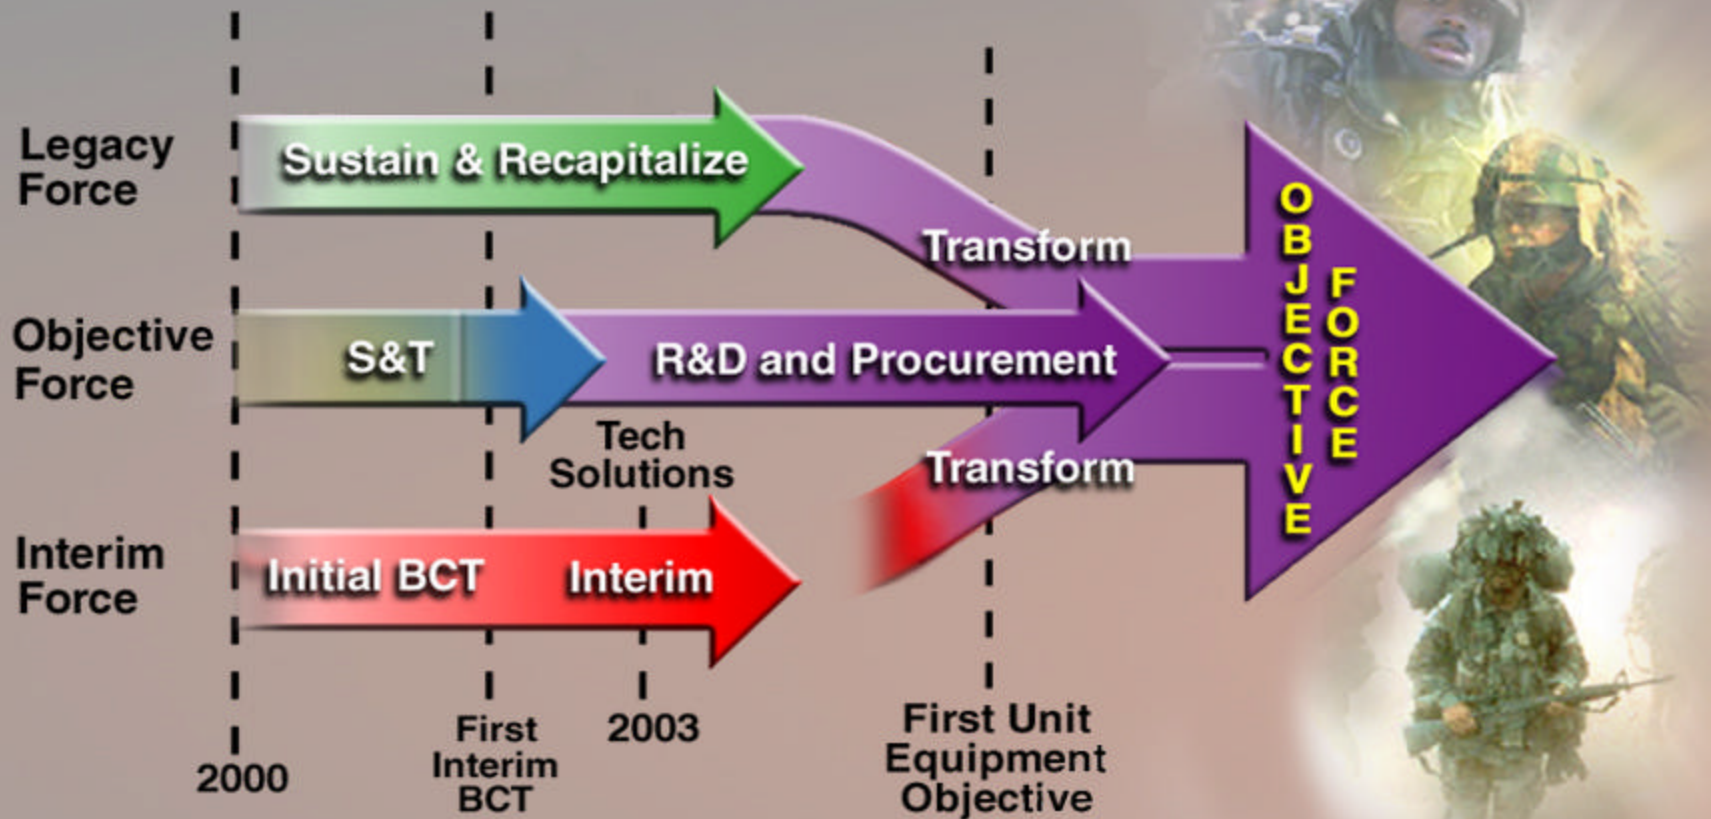 Legacy
Force
Sustain & Recapitalize
Transform
Objective
Force
S&T
R&D and Procurement
Tech
Solutions
Transform
Interim
Force
Initial BCT
Interim
OBJECTIVE
FORCE
2000
First
Interim
BCT
2003
First Unit
Equipment
Objective